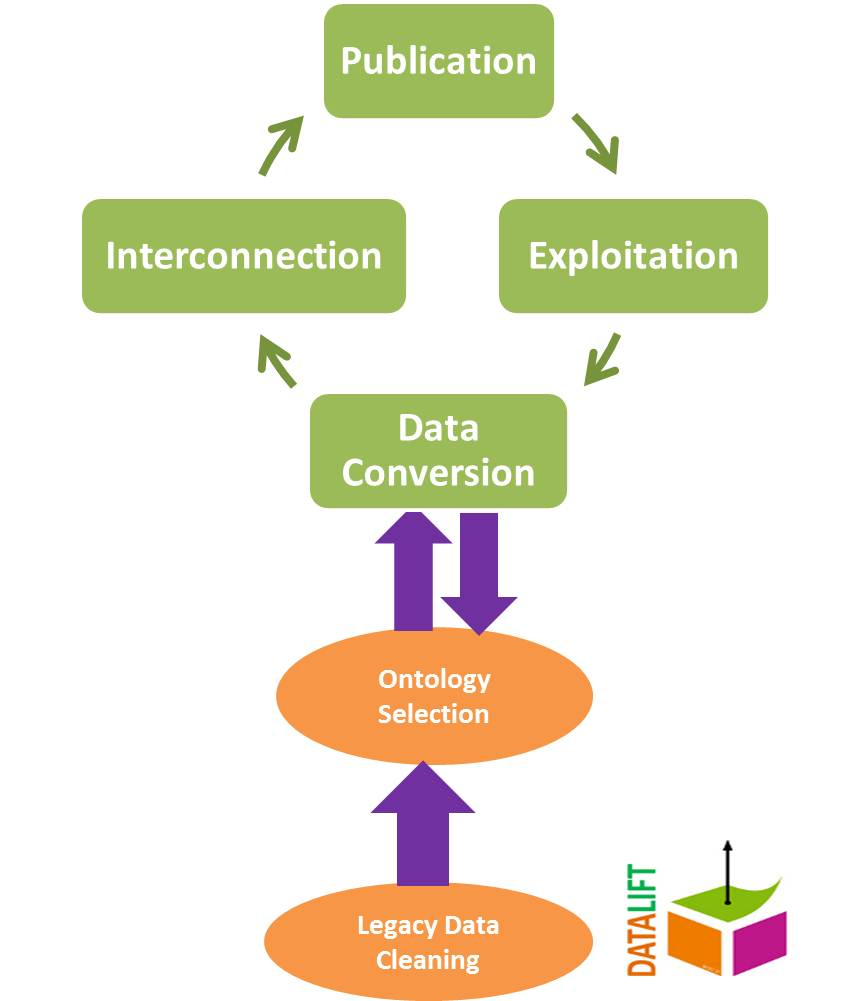 Publication
Interconnection
Exploitation
Data
Conversion
Ontology
Selection
Legacy Data
Cleaning
DATALIFT